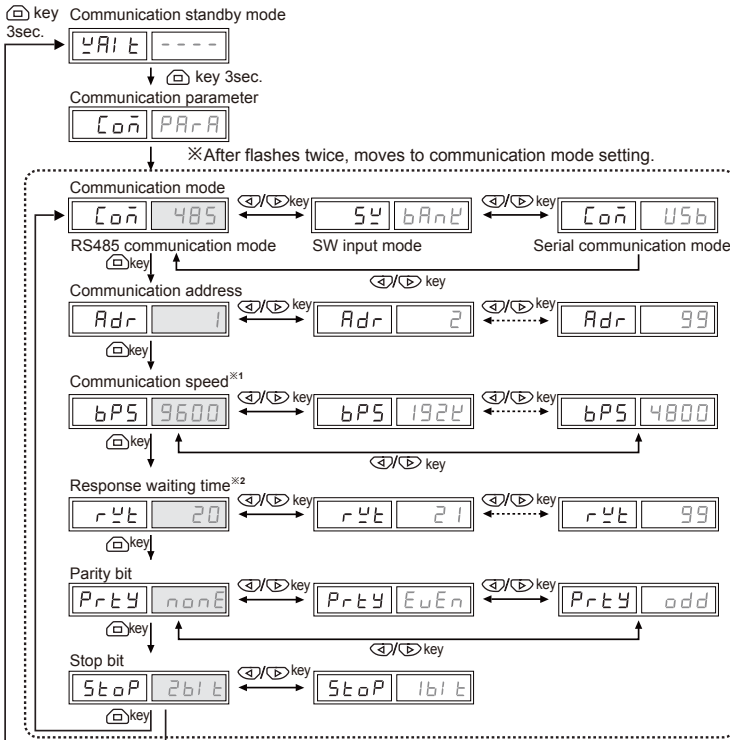 key Communication standby mode
3sec.
WAIt ----
key 3sec.
Communication parameter
Com PArA
※After flashes twice, moves to communication mode setting.
Communication mode
Com 485 key SW bAnK key Com USb
RS485 communication mode SW input mode Serial communication mode
key
key
Communication address
Adr 1 key Adr 2 key Adr 99
key
Communication speed※1
bPS 9600 key bPS 192K key bPS 4800
key
key
Response waiting time※2
rWt 20 key rWt 21 key rWt 99
key
Parity bit
PrtY nonE key PrtY EvEn key PrtY odd
key
key
Stop bit
StoP 2bIt key StoP 1bIt
key